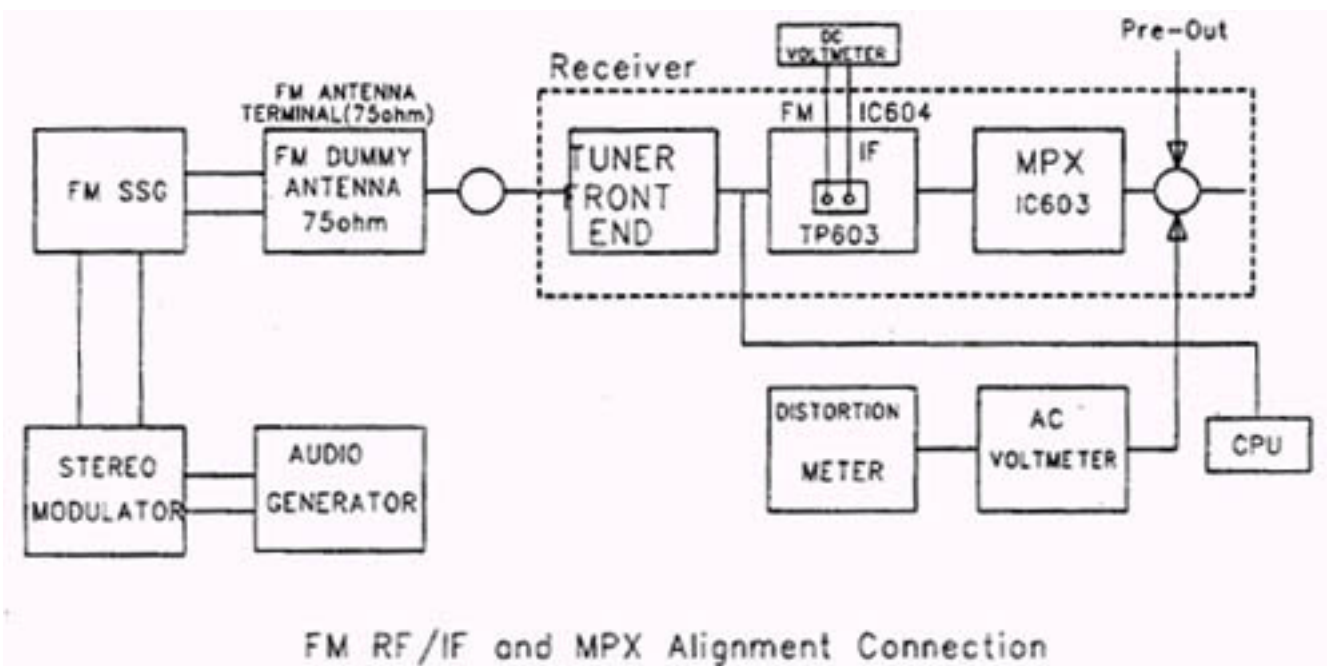 DC
VOLTMETER
Pre-Out
Receiver
FM ANTENNA
TERMINAL(75ohm)
FM SSG
FM DUMMY
ANTENNA
75ohm
TUNER
FRONT
END
FM IC604
IF
TP603
MPX
IC603
STEREO
MODULATOR
AUDIO
GENERATOR
DISTORTION
METER
AC
VOLTMETER
CPU
FM RF/IF and MPX Alignment Connection